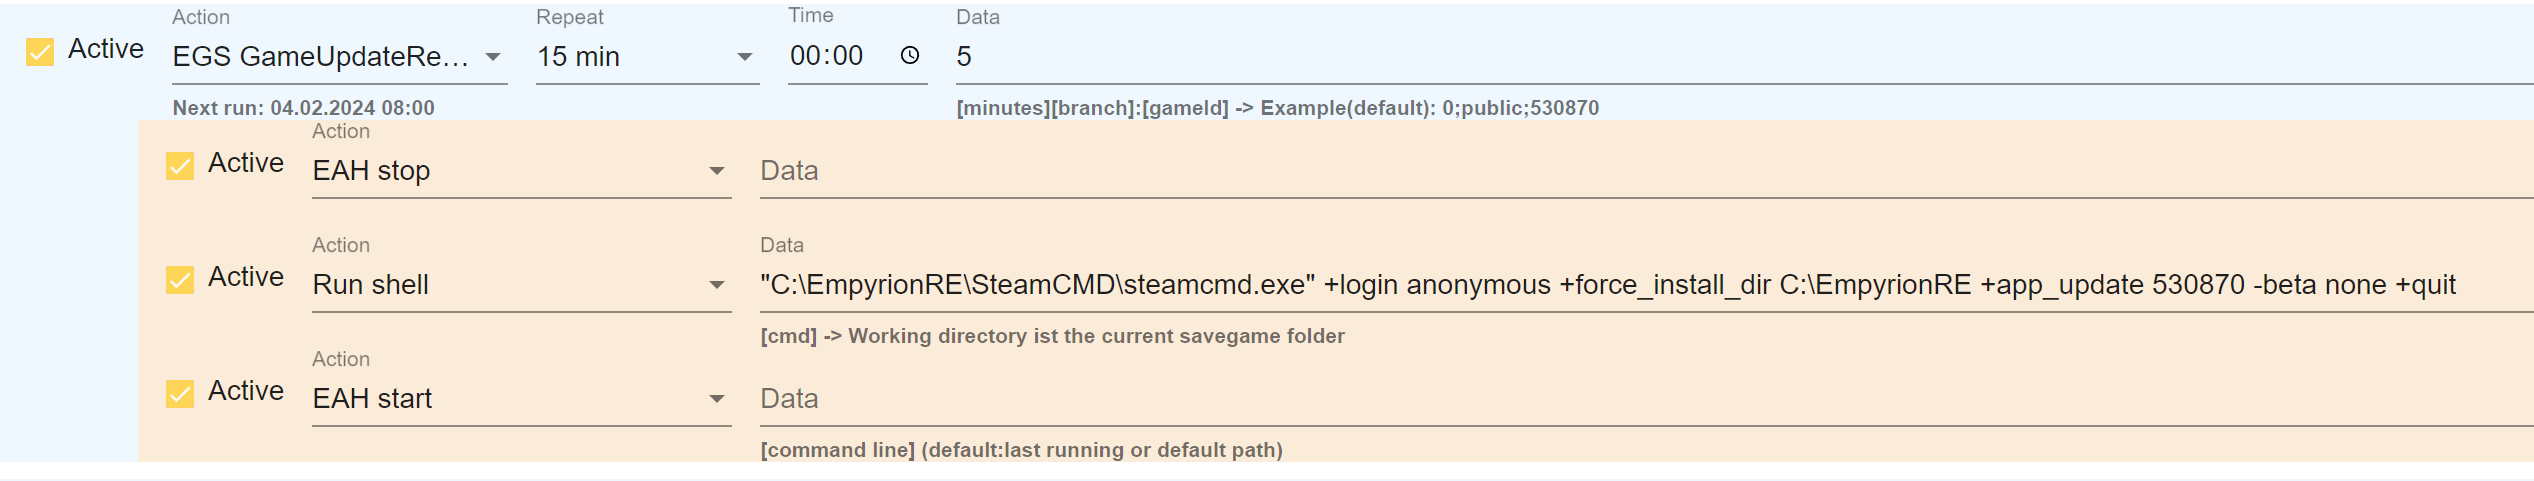 Action Repeat Time Data
Active EGS GameUpdateRe... 15 min 00:00 5
Next run: 04.02.2024 08:00 [minutes][branch]:[gameId] -> Example(default): 0;public;530870
Action
Active EAH stop Data
Action Data
Active Run shell "C:\EmpyrionRE\SteamCMD\steamcmd.exe" +login anonymous +force_install_dir C:\EmpyrionRE +app_update 530870 -beta none +quit
[cmd] -> Working directory ist the current savegame folder
Action
Active EAH start Data
[command line] (default:last running or default path)